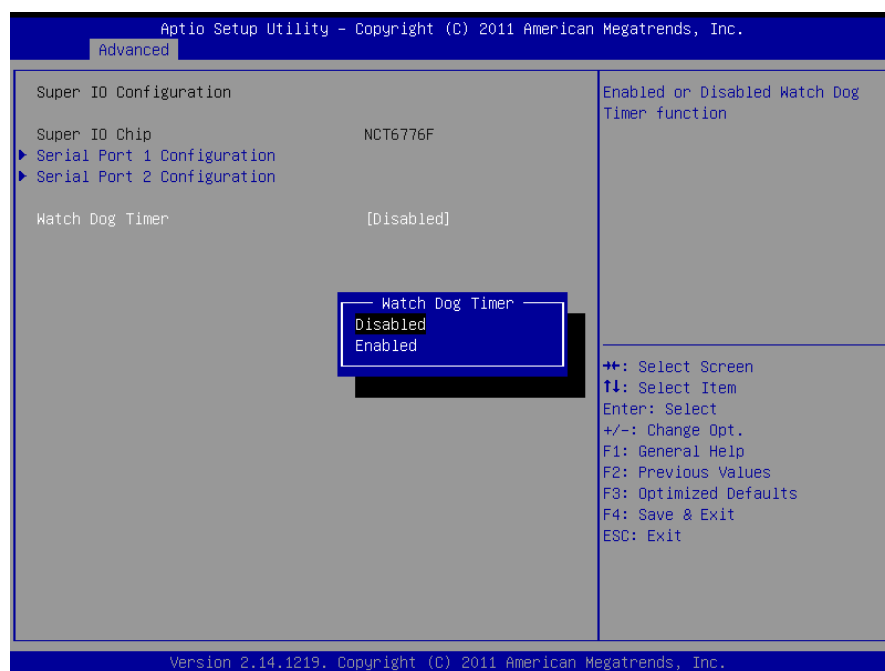 Aptio Setup Utility – Copyright (C) 2011 American Megatrends, Inc.
Advanced
Super IO Configuration
Super IO Chip NCT6776F
Serial Port 1 Configuration
Serial Port 2 Configuration
Watch Dog Timer [Disabled]
Watch Dog Timer
Disabled
Enabled
Enabled or Disabled Watch Dog
Timer function
→←: Select Screen
↑↓: Select Item
Enter: Select
+/-: Change Opt.
F1: General Help
F2: Previous Values
F3: Optimized Defaults
F4: Save & Exit
ESC: Exit
Version 2.14.1219. Copyright (C) 2011 American Megatrends, Inc.